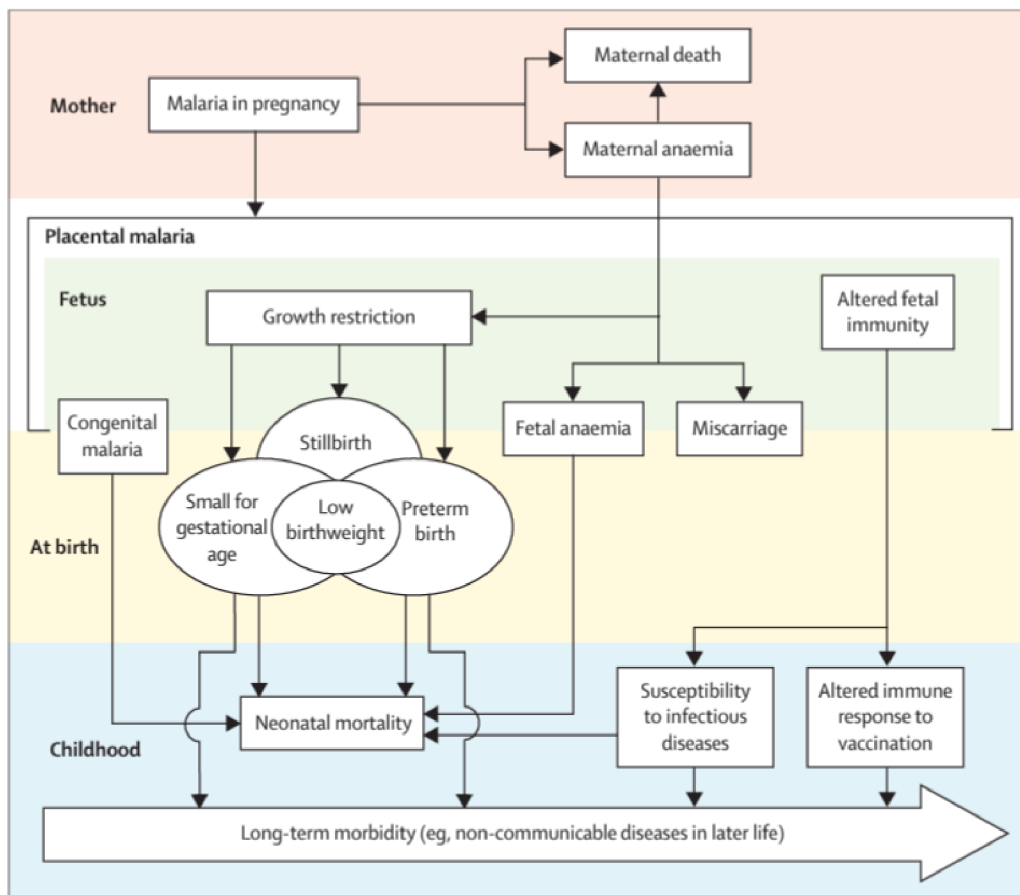 Maternal death
Mother
Malaria in pregnancy
Maternal anaemia
Placental malaria
Fetus
Growth restriction
Altered fetal
immunity
Congenital
malaria
Stillbirth
Fetal anaemia
Miscarriage
Small for
gestational
age
Low
birthweight
Preterm
birth
At birth
Neonatal mortality
Susceptibility
to infectious
diseases
Altered immune
response to
vaccination
Childhood
Long-term morbidity (eg, non-communicable diseases in later life)